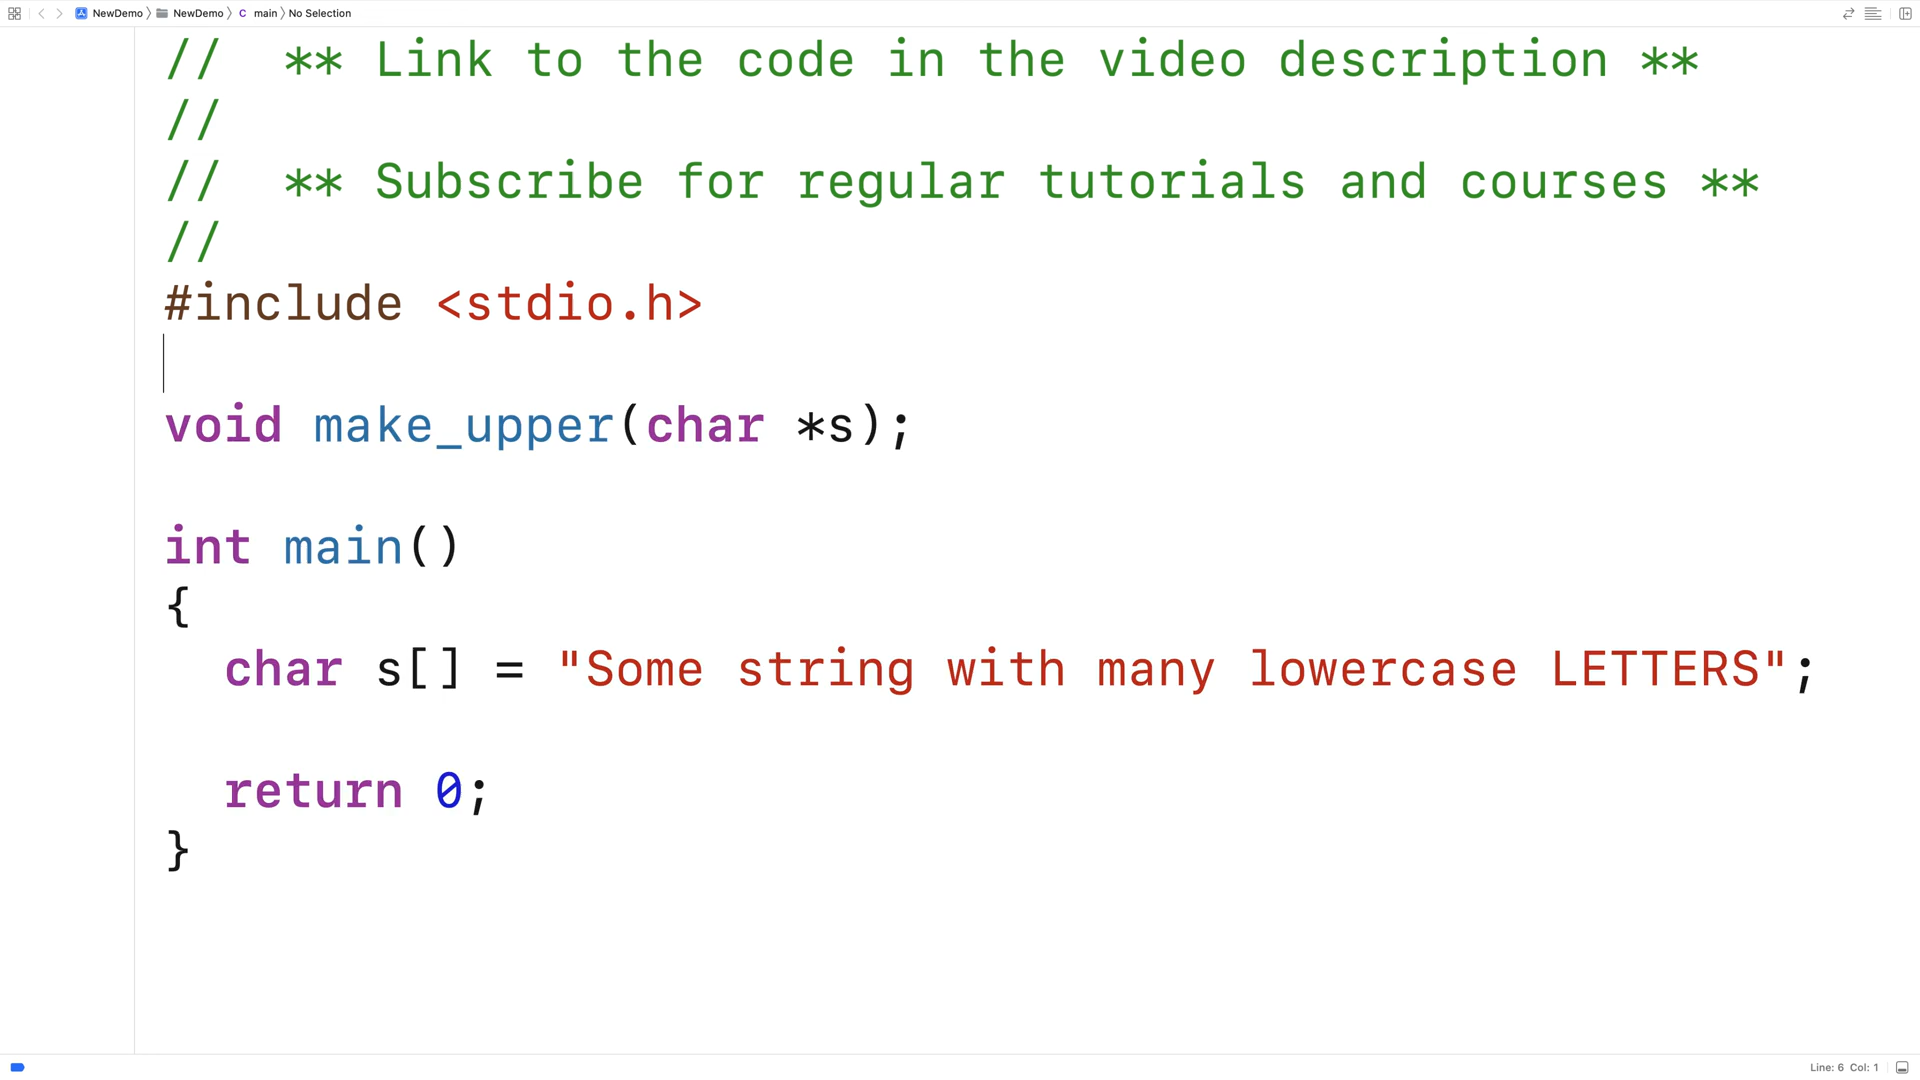 NewDemo NewDemo C main No Selection
//  ** Link to the code in the video description **
//
//  ** Subscribe for regular tutorials and courses **
//
#include <stdio.h>
void make_upper(char *s);
int main()
{
  char s[] = "Some string with many lowercase LETTERS";
  return 0;
}
Line: 6 Col: 1